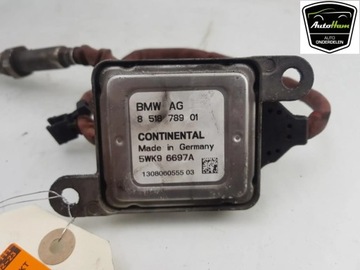 AutoHam
AUTO-ONDERDELEN
BMW AG
8 518 789 01
CONTINENTAL
Made in Germany
5WK9 6697A
1308060555 03